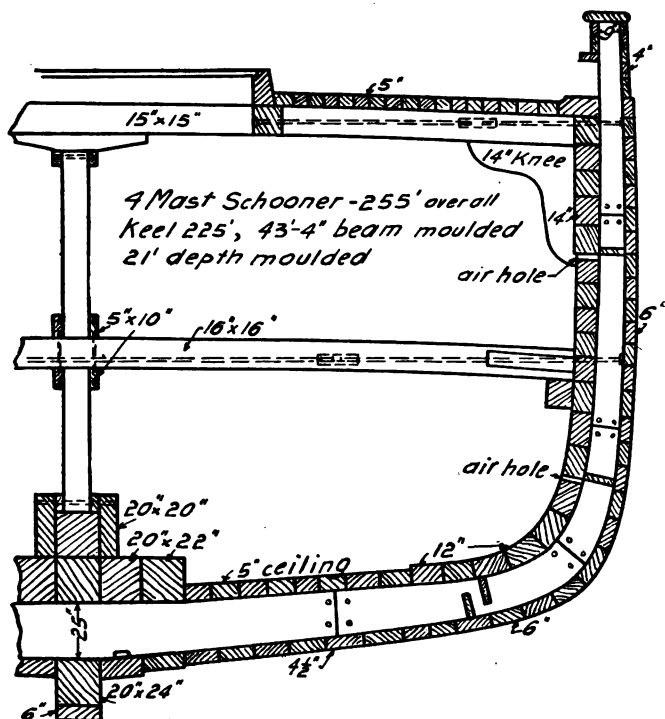 4"
5"
15"x15"
14" Knee
4 Mast Schooner - 255' overall
Keel 225', 43'-4" beam moulded
21' depth moulded
14"
air hole
6"
5"x10"
16"x16"
air hole
20"x20"
20"x22"
12"
5" ceiling
25"
6"
4½"
20"x24"
6"